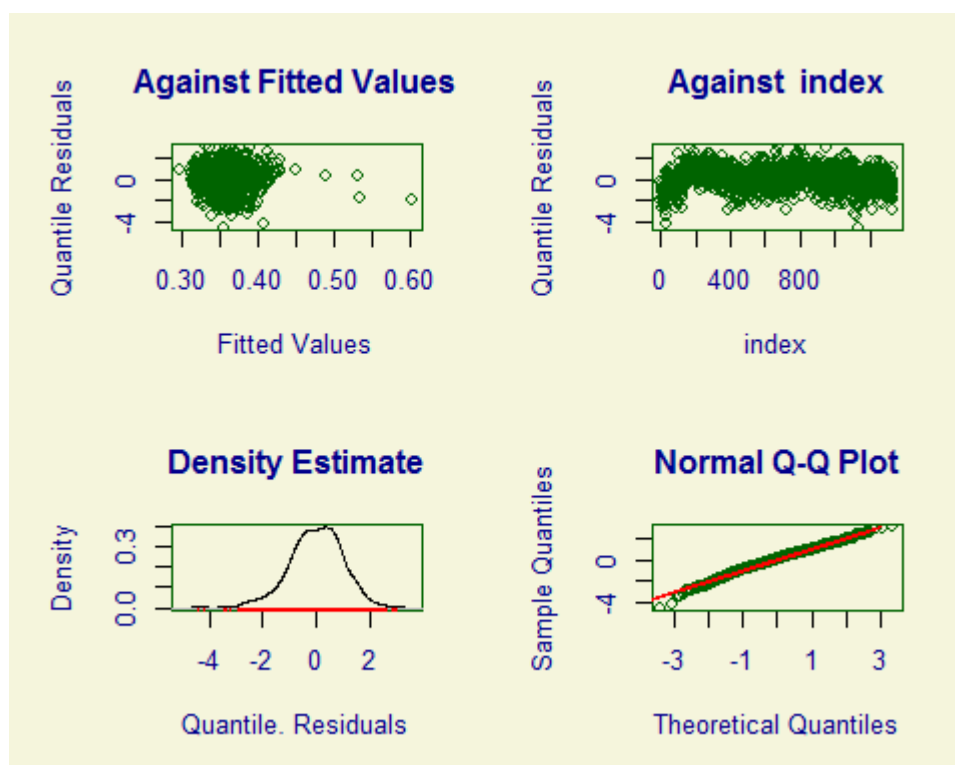 Against Fitted Values
Quantile Residuals
0
-4
0.30 0.40 0.50 0.60
Fitted Values
Against index
Quantile Residuals
0
-4
0 400 800
index
Density Estimate
Density
0.3
0.0
-4 -2 0 2
Quantile. Residuals
Normal Q-Q Plot
Sample Quantiles
0
-4
-3 -1 1 3
Theoretical Quantiles